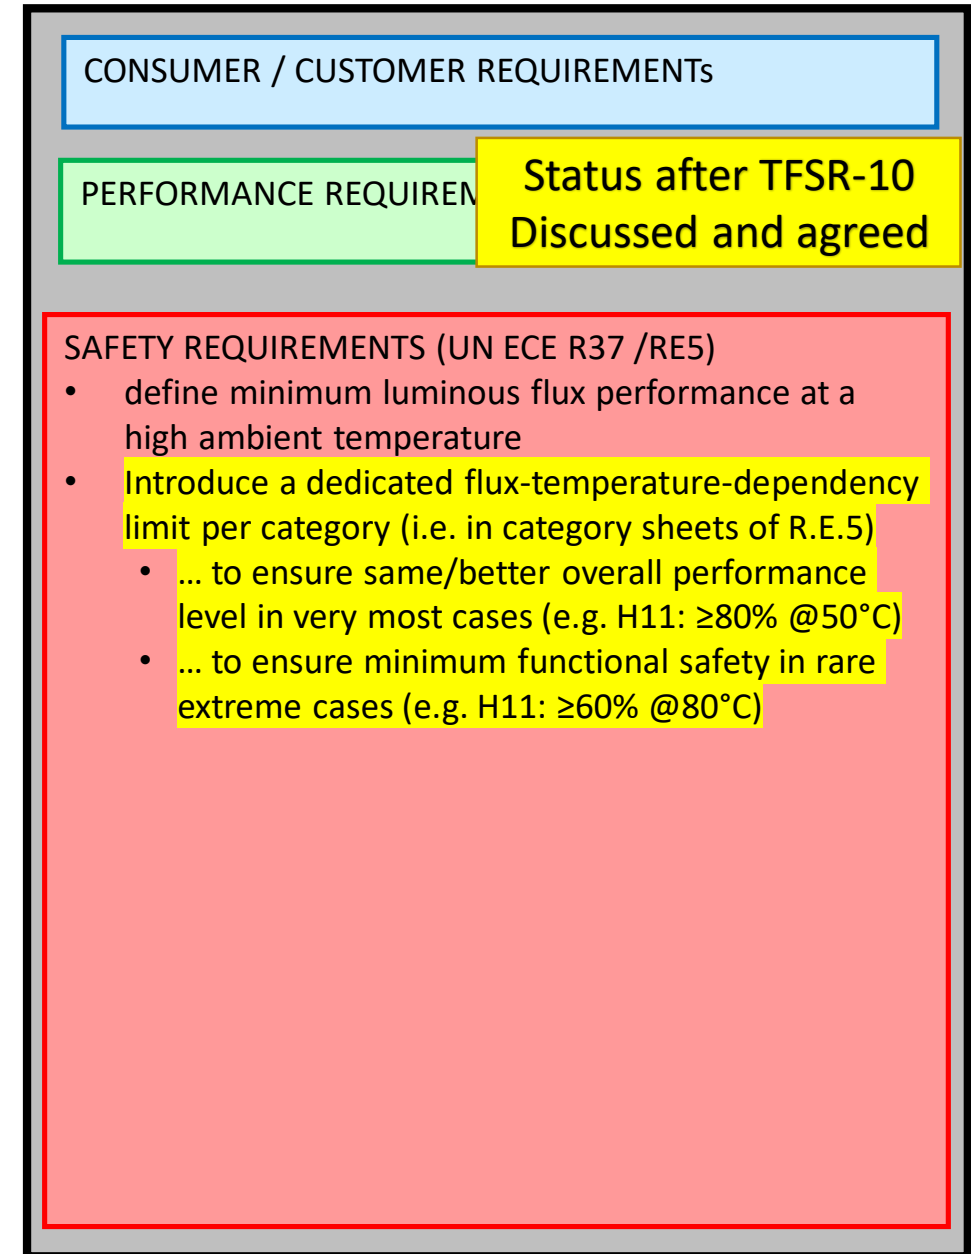 CONSUMER / CUSTOMER REQUIREMENTs
PERFORMANCE REQUIREM
Status after TFSR-10
Discussed and agreed
SAFETY REQUIREMENTS (UN ECE R37 /RE5)
• define minimum luminous flux performance at a
high ambient temperature
• Introduce a dedicated flux-temperature-dependency
limit per category (i.e. in category sheets of R.E.5)
• … to ensure same/better overall performance
level in very most cases (e.g. H11: ≥80% @50°C)
• … to ensure minimum functional safety in rare
extreme cases (e.g. H11: ≥60% @80°C)